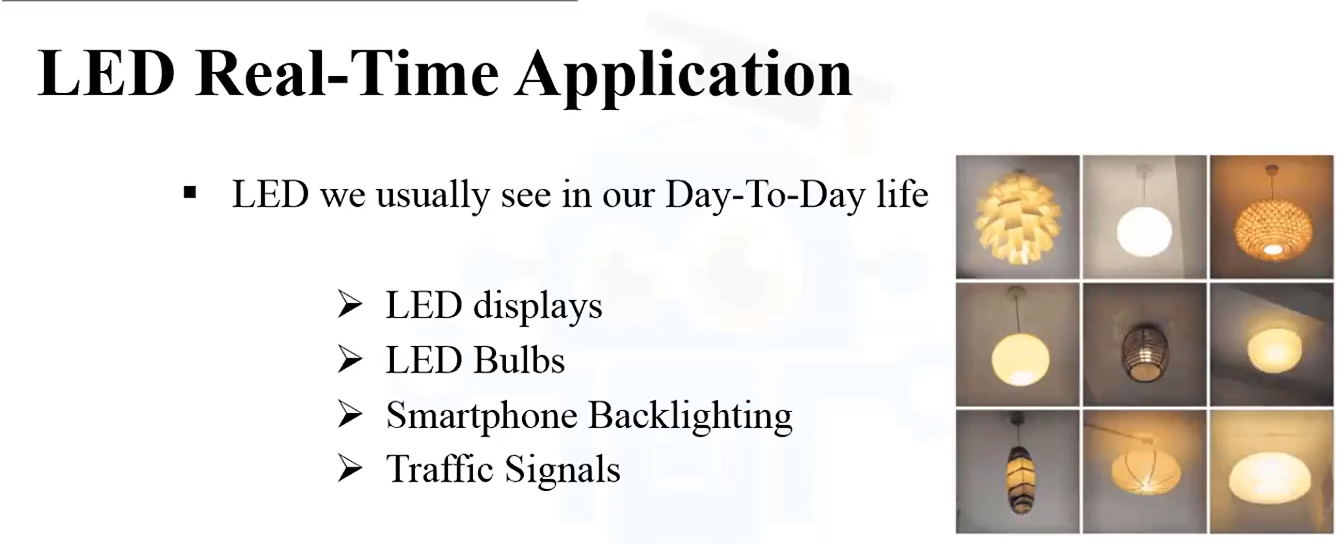 LED Real-Time Application
▪ LED we usually see in our Day-To-Day life
➢ LED displays
➢ LED Bulbs
➢ Smartphone Backlighting
➢ Traffic Signals